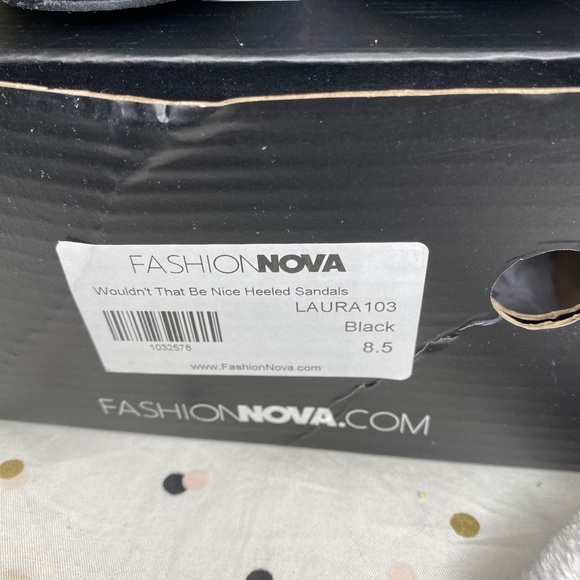 FASHIONNOVA
Wouldn't That Be Nice Heeled Sandals
LAURA103
Black
1032578
8.5
www.FashionNova.com
FASHIONNOVA.COM